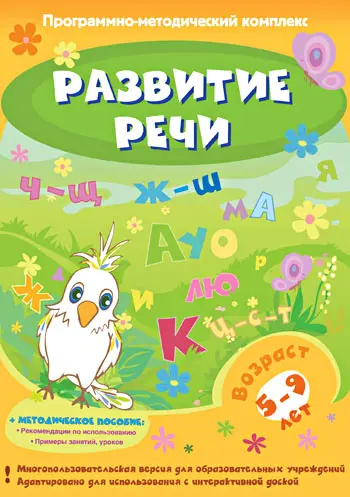 Программно-методический комплекс
РАЗВИТИЕ
РЕЧИ
Я
Ч-Щ
Ж-Ш
МА
АУО
Р
Ж
И
ЛЮ
К
Ц-С-Т
Возраст
5-9
лет
+ МЕТОДИЧЕСКОЕ ПОСОБИЕ:
• Рекомендации по использованию
• Примеры занятий, уроков
! Многопользовательская версия для образовательных учреждений
! Адаптировано для использования с интерактивной доской